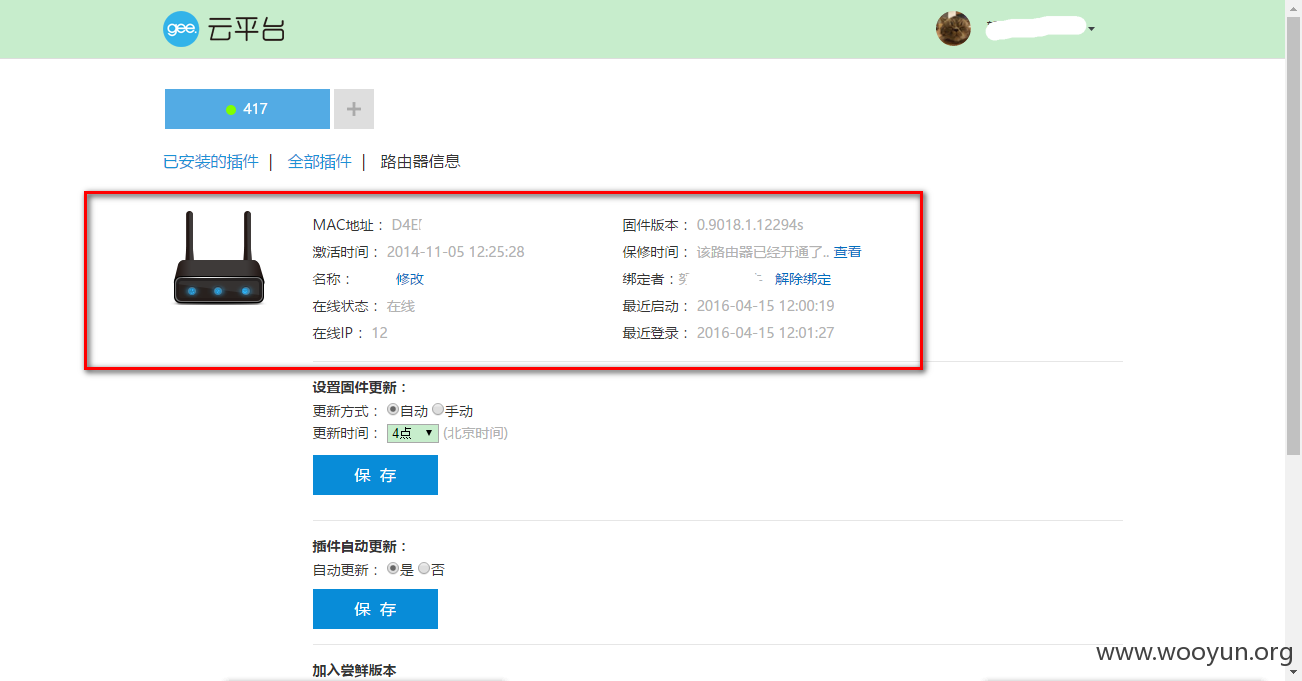 gee. 云平台
417
+
已安装的插件 | 全部插件 | 路由器信息
MAC地址： D4E
固件版本： 0.9018.1.12294s
激活时间： 2014-11-05 12:25:28
保修时间： 该路由器已经开通了.. 查看
名称： 修改
绑定者： 解除绑定
在线状态： 在线
最近启动： 2016-04-15 12:00:19
在线IP： 12
最近登录： 2016-04-15 12:01:27
设置固件更新：
更新方式： 自动 手动
更新时间： 4点 (北京时间)
保 存
插件自动更新：
自动更新： 是 否
保 存
加入尝鲜版本
www.wooyun.org